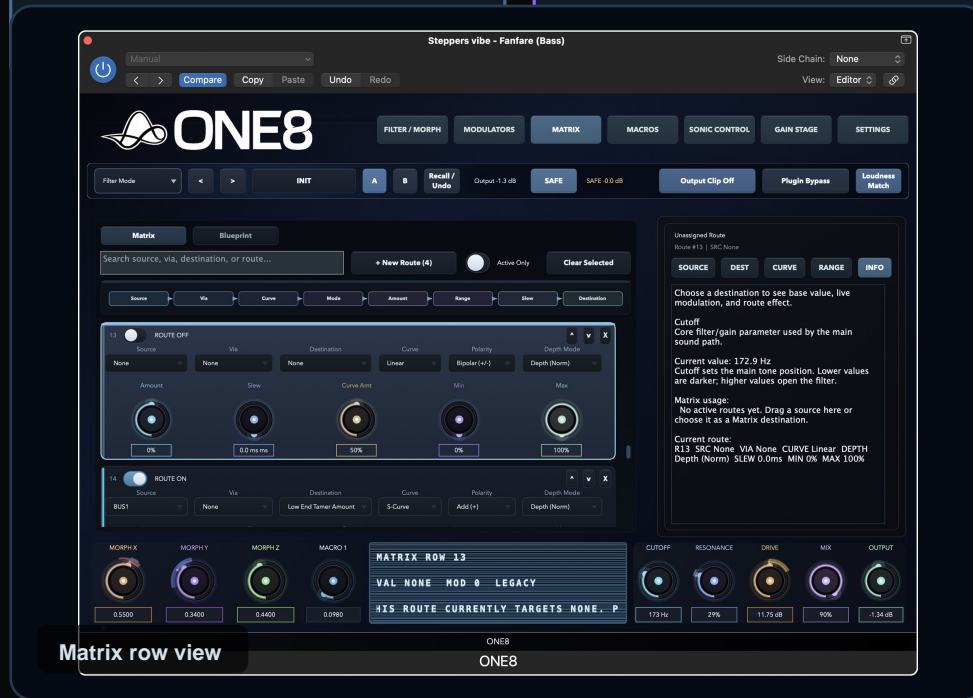 Steppers vibe - Fanfare (Bass)
Manual
Side Chain: None
< > Compare Copy Paste Undo Redo
View: Editor
ONE8
FILTER / MORPH MODULATORS MATRIX MACROS SONIC CONTROL GAIN STAGE SETTINGS
Filter Mode < > INIT A B Recall / Undo Output -1.3 dB SAFE SAFE -0.0 dB Output Clip Off Plugin Bypass Loudness Match
Matrix Blueprint
Search source, via, destination, or route...
+ New Route (4) Active Only Clear Selected
Source Via Curve Mode Amount Range Slew Destination
13 ROUTE OFF ^ v X
Source Via Destination Curve Polarity Depth Mode
None None None Linear Bipolar (+/-) Depth (Norm)
Amount Slew Curve Amt Min Max
0% 0.0 ms ms 50% 0% 100%
14 ROUTE ON ^ v X
Source Via Destination Curve Polarity Depth Mode
BUS1 None Low End Tamer Amount S-Curve Add (+) Depth (Norm)
Unassigned Route
Route #13 | SRC None
SOURCE DEST CURVE RANGE INFO
Choose a destination to see base value, live
modulation, and route effect.
Cutoff
Core filter/gain parameter used by the main
sound path.
Current value: 172.9 Hz
Cutoff sets the main tone position. Lower values
are darker; higher values open the filter.
Matrix usage:
No active routes yet. Drag a source here or
choose it as a Matrix destination.
Current route:
R13 SRC None VIA None CURVE Linear DEPTH
Depth (Norm) SLEW 0.0ms MIN 0% MAX 100%
MORPH X MORPH Y MORPH Z MACRO 1
0.5500 0.3400 0.4400 0.0980
MATRIX ROW 13
VAL NONE MOD 0 LEGACY
HIS ROUTE CURRENTLY TARGETS NONE. P
CUTOFF RESONANCE DRIVE MIX OUTPUT
173 Hz 29% 11.75 dB 90% -1.34 dB
ONE8
ONE8
Matrix row view